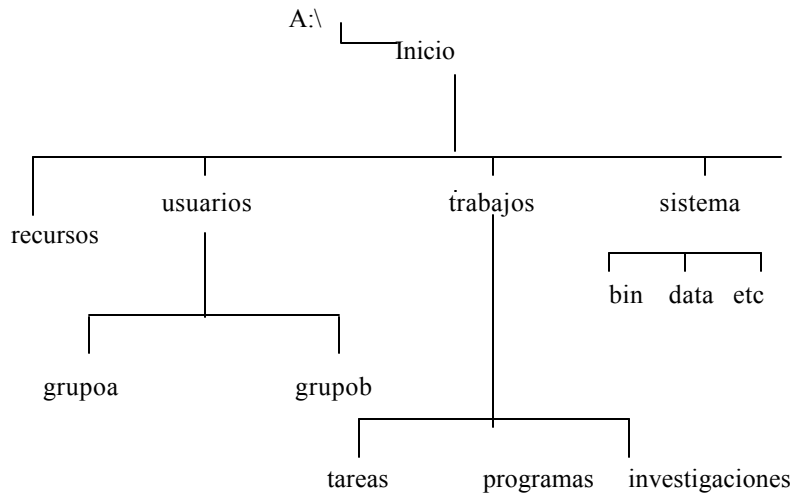 A:\
Inicio
usuarios trabajos sistema
recursos
bin data etc
grupoa grupob
tareas programas investigaciones